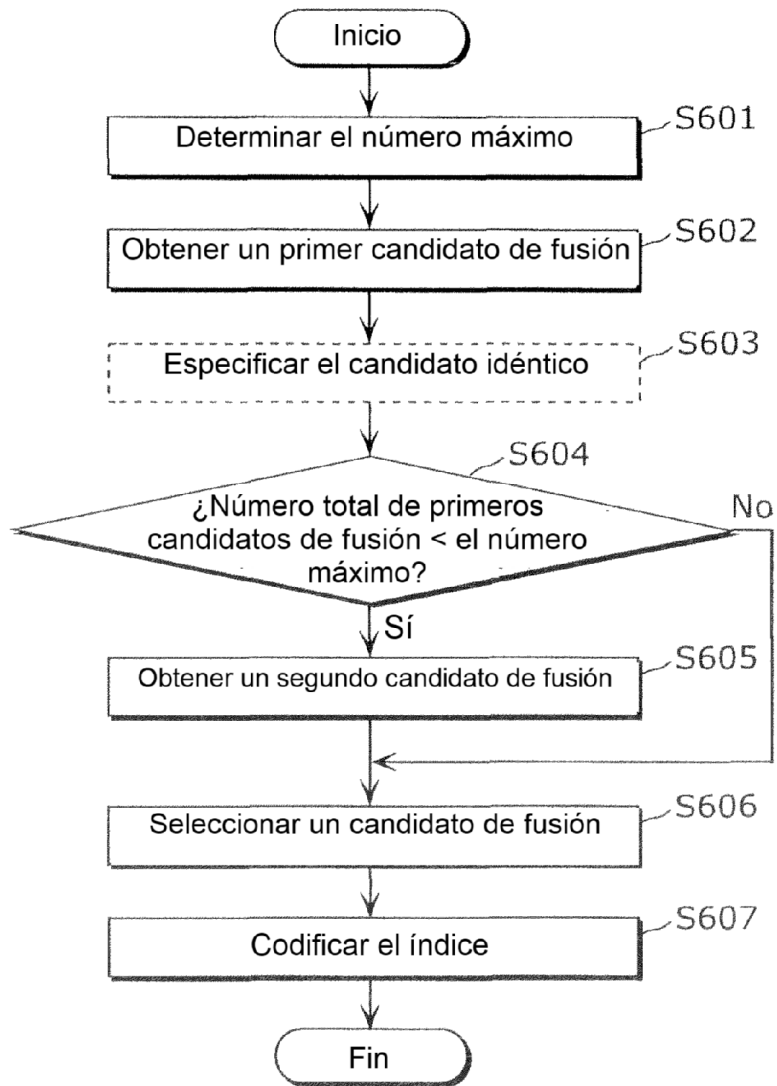 Inicio
S601
Determinar el número máximo
S602
Obtener un primer candidato de fusión
S603
Especificar el candidato idéntico
S604
¿Número total de primeros
candidatos de fusión < el número
máximo?
No
Sí
S605
Obtener un segundo candidato de fusión
S606
Seleccionar un candidato de fusión
S607
Codificar el índice
Fin